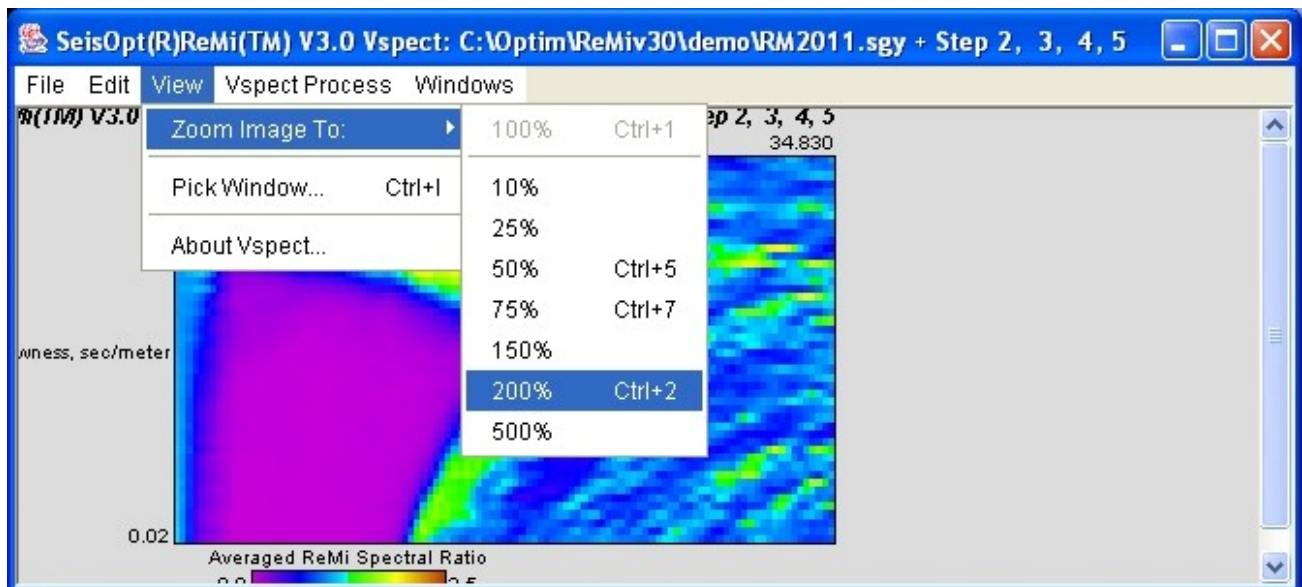 SeisOpt(R)ReMi(TM) V3.0 Vspect: C:\Optim\ReMiv30\demo\RM2011.sgy + Step 2, 3, 4, 5
File Edit View Vspect Process Windows
(TM) V3.0
2, 3, 4, 5
34.830
Zoom Image To:
100% Ctrl+1
Pick Window... Ctrl+I
10%
About Vspect...
25%
50% Ctrl+5
75% Ctrl+7
150%
200% Ctrl+2
500%
sec/meter
0.02
Averaged ReMi Spectral Ratio